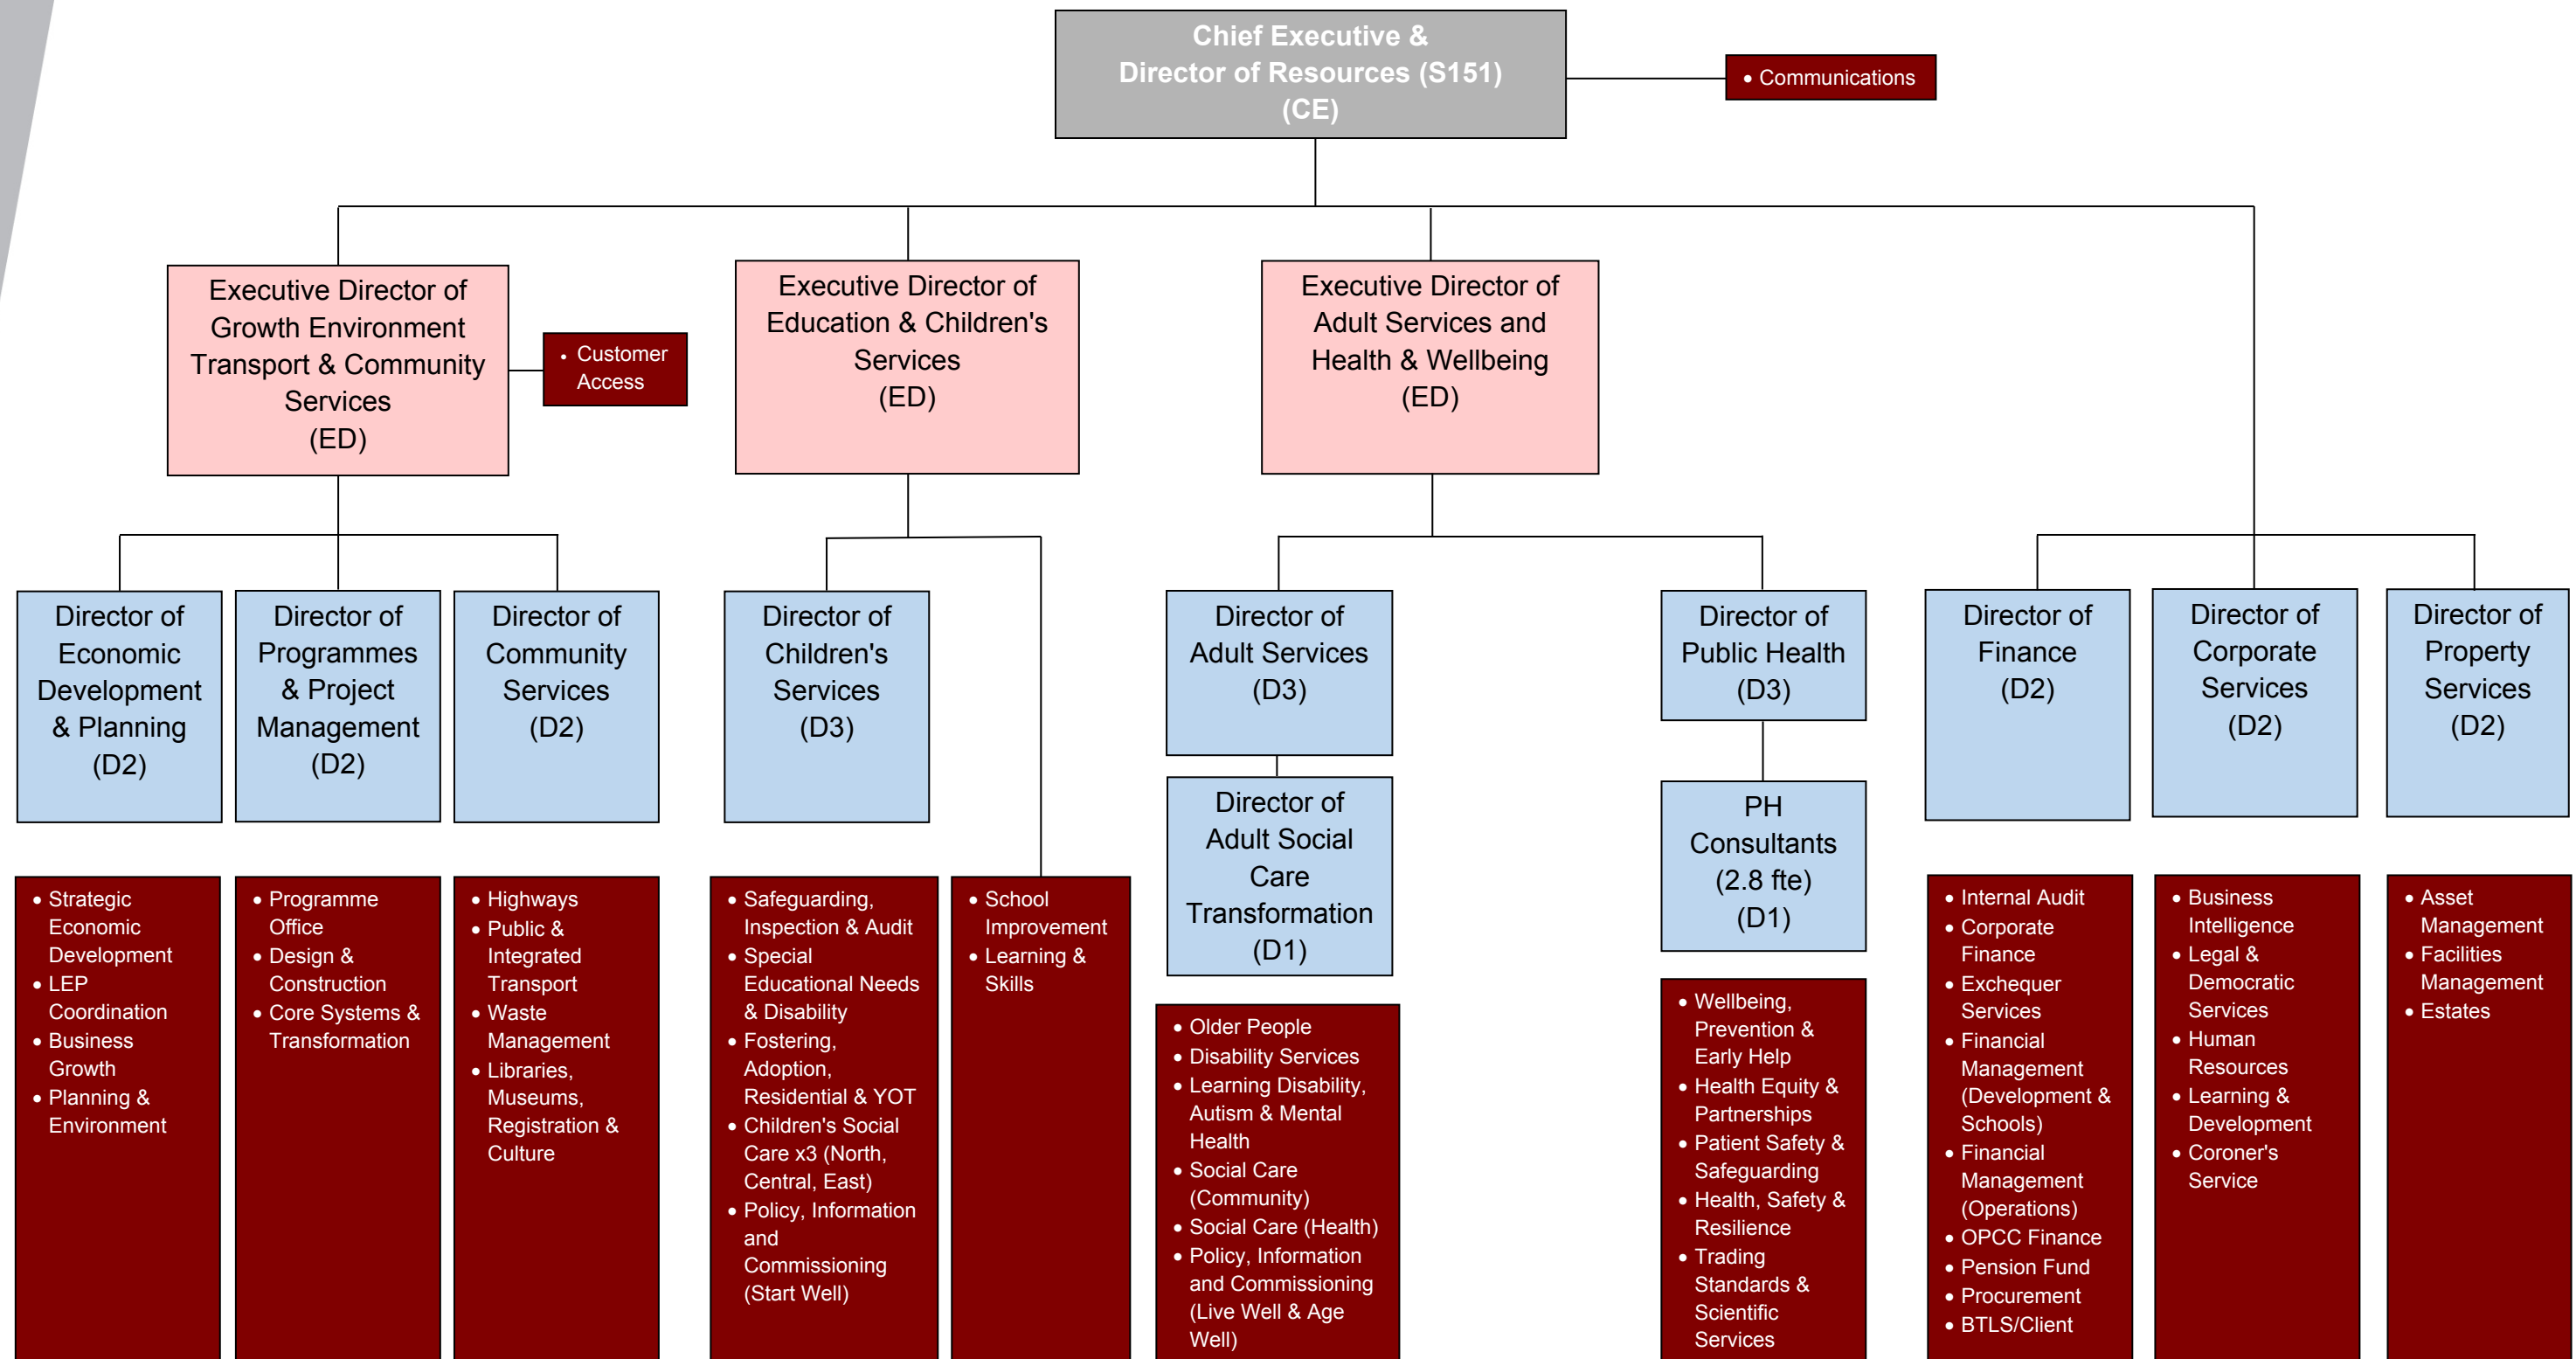 Chief Executive &
Director of Resources (S151)
(CE)
• Communications
Executive Director of
Growth Environment
Transport & Community
Services
(ED)
• Customer
Access
Executive Director of
Education & Children's
Services
(ED)
Executive Director of
Adult Services and
Health & Wellbeing
(ED)
Director of
Economic
Development
& Planning
(D2)
Director of
Programmes
& Project
Management
(D2)
Director of
Community
Services
(D2)
Director of
Children's
Services
(D3)
Director of
Adult Services
(D3)
Director of
Adult Social
Care
Transformation
(D1)
Director of
Public Health
(D3)
PH
Consultants
(2.8 fte)
(D1)
Director of
Finance
(D2)
Director of
Corporate
Services
(D2)
Director of
Property
Services
(D2)
• Strategic
Economic
Development
• LEP
Coordination
• Business
Growth
• Planning &
Environment
• Programme
Office
• Design &
Construction
• Core Systems &
Transformation
• Highways
• Public &
Integrated
Transport
• Waste
Management
• Libraries,
Museums,
Registration &
Culture
• Safeguarding,
Inspection & Audit
• Special
Educational Needs
& Disability
• Fostering,
Adoption,
Residential & YOT
• Children's Social
Care x3 (North,
Central, East)
• Policy, Information
and
Commissioning
(Start Well)
• School
Improvement
• Learning &
Skills
• Older People
• Disability Services
• Learning Disability,
Autism & Mental
Health
• Social Care
(Community)
• Social Care (Health)
• Policy, Information
and Commissioning
(Live Well & Age
Well)
• Wellbeing,
Prevention &
Early Help
• Health Equity &
Partnerships
• Patient Safety &
Safeguarding
• Health, Safety &
Resilience
• Trading
Standards &
Scientific
Services
• Internal Audit
• Corporate
Finance
• Exchequer
Services
• Financial
Management
(Development &
Schools)
• Financial
Management
(Operations)
• OPCC Finance
• Pension Fund
• Procurement
• BTLS/Client
• Business
Intelligence
• Legal &
Democratic
Services
• Human
Resources
• Learning &
Development
• Coroner's
Service
• Asset
Management
• Facilities
Management
• Estates